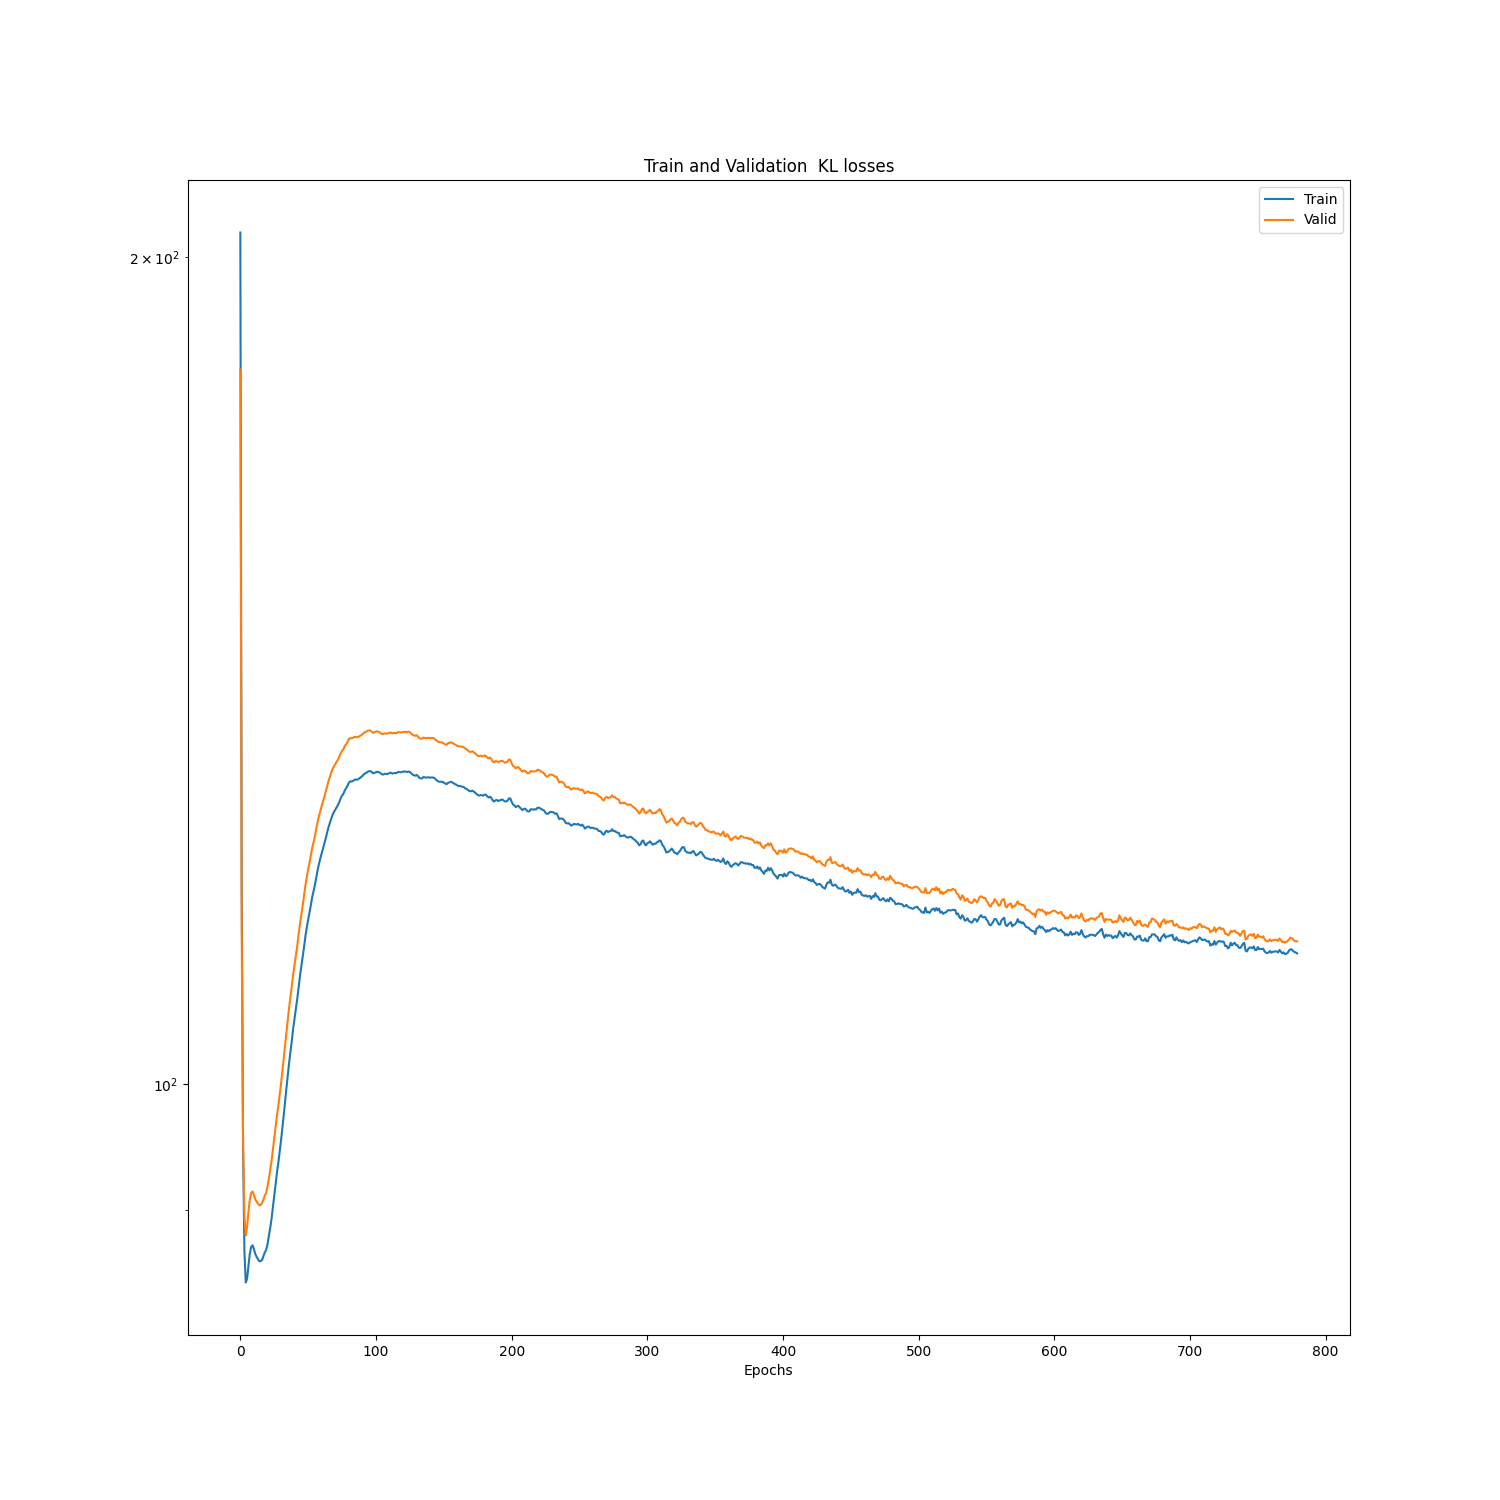 Train and Validation  KL losses
Train
Valid
2 × 10²
10²
0 100 200 300 400 500 600 700 800
Epochs